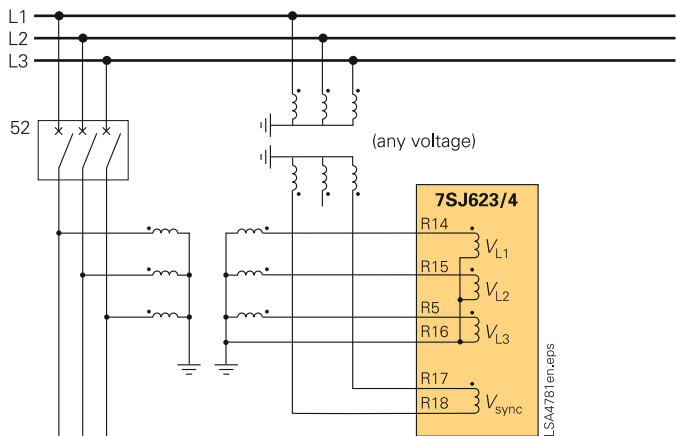 L1
L2
L3
52
(any voltage)
7SJ623/4
R14
VL1
R15
VL2
R5
R16
VL3
R17
R18
Vsync
LSA4781en.eps